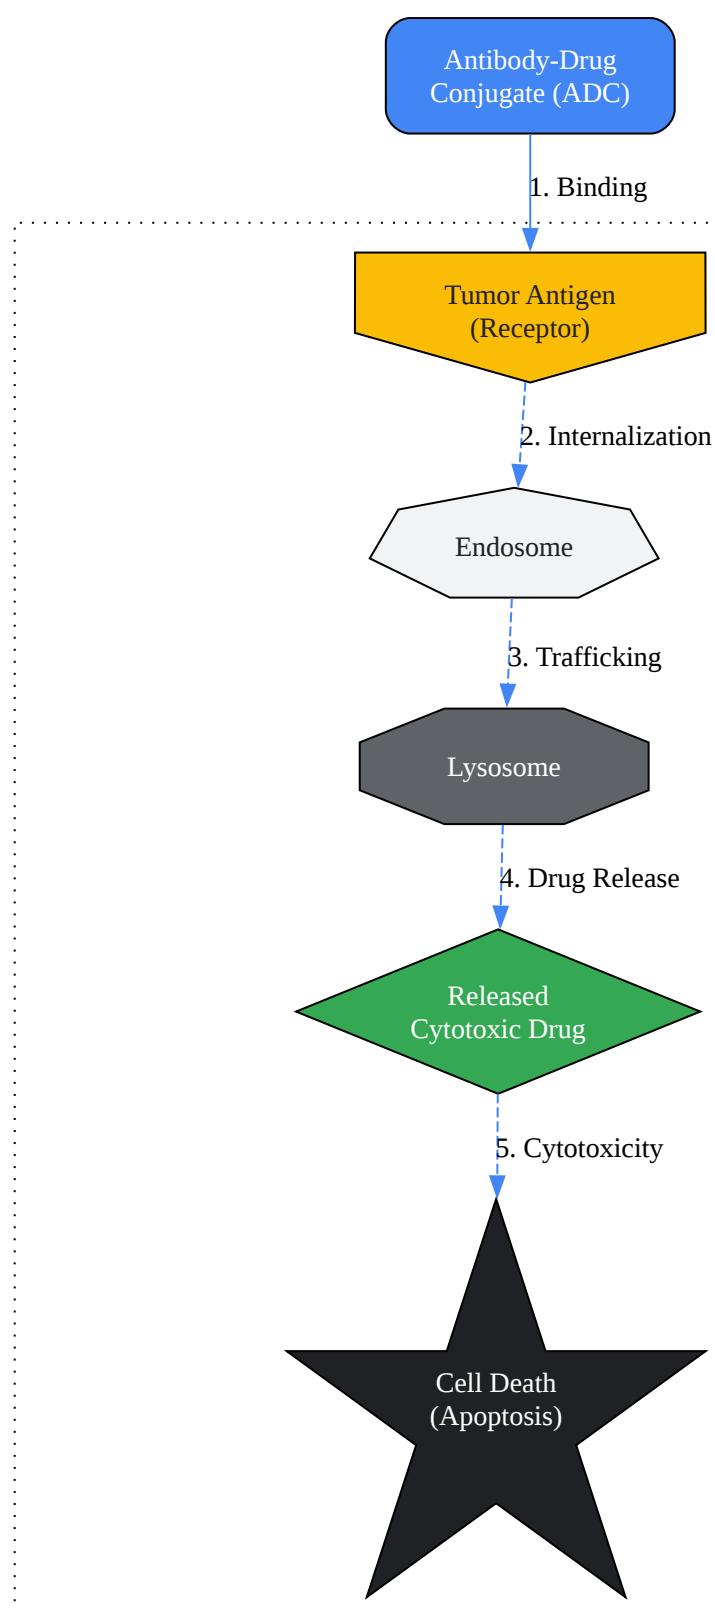 Antibody-Drug
Conjugate (ADC)
1. Binding
Tumor Antigen
(Receptor)
2. Internalization
Endosome
3. Trafficking
Lysosome
4. Drug Release
Released
Cytotoxic Drug
5. Cytotoxicity
Cell Death
(Apoptosis)